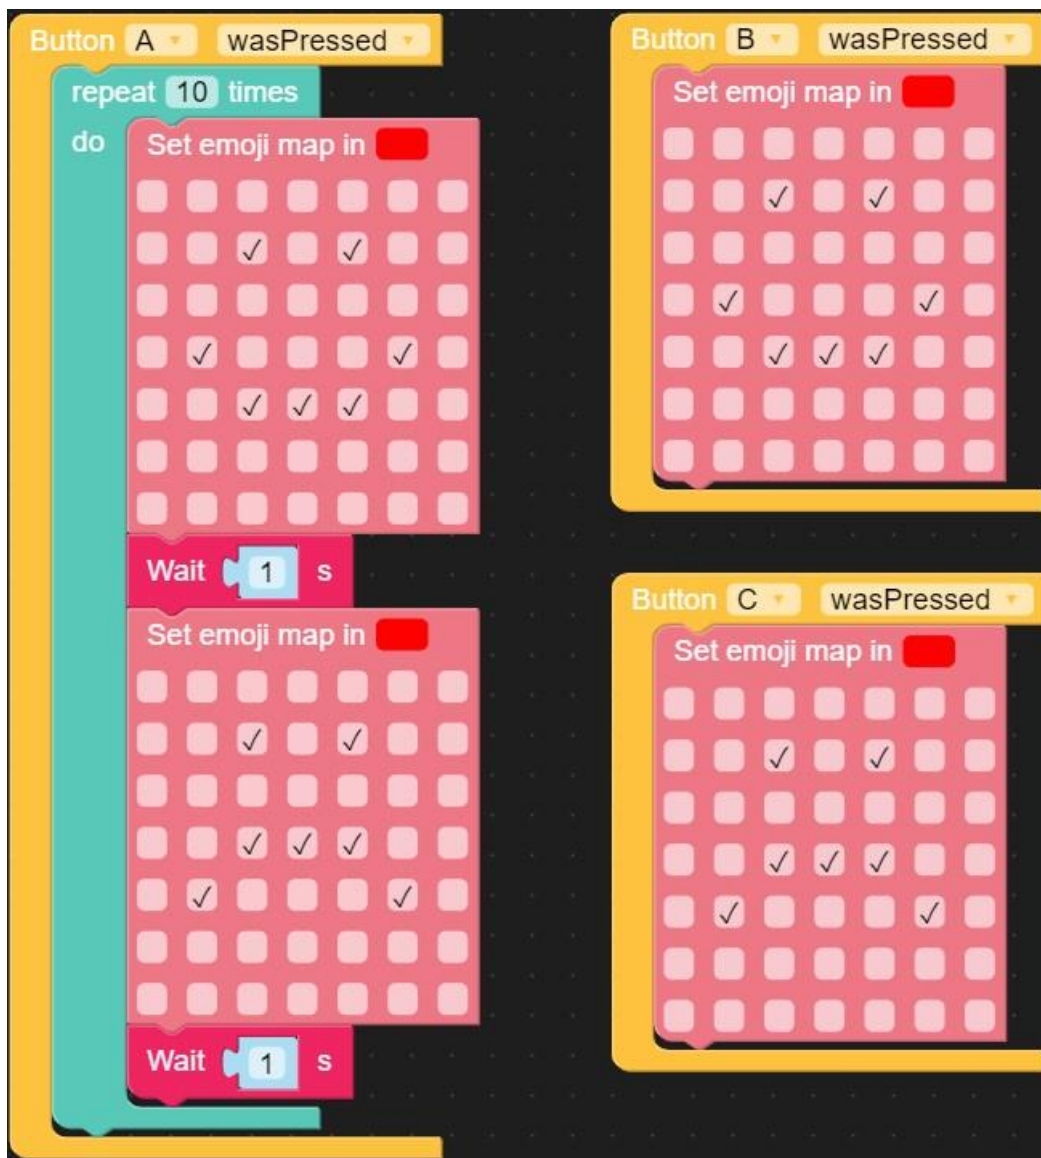 Button A wasPressed
repeat 10 times
do Set emoji map in
Wait 1 s
Set emoji map in
Wait 1 s
Button B wasPressed
Set emoji map in
Button C wasPressed
Set emoji map in